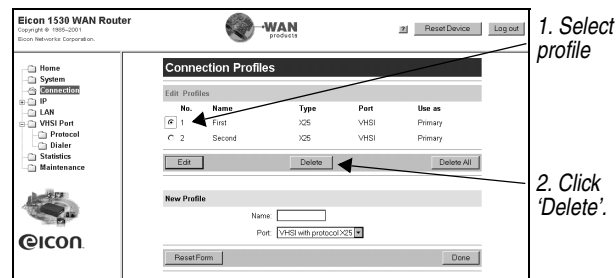 Eicon 1530 WAN Router
Copyright © 1985–2001
Eicon Networks Corporation.
WAN
products
? Reset Device Log out
1. Select
profile
Home
System
Connection
IP
LAN
VHSI Port
Protocol
Dialer
Statistics
Maintenance
eicon
Connection Profiles
Edit Profiles
No. Name Type Port Use as
1 First X25 VHSI Primary
2 Second X25 VHSI Primary
Edit Delete Delete All
2. Click
'Delete'.
New Profile
Name:
Port: VHSI with protocol X25
Reset Form Done